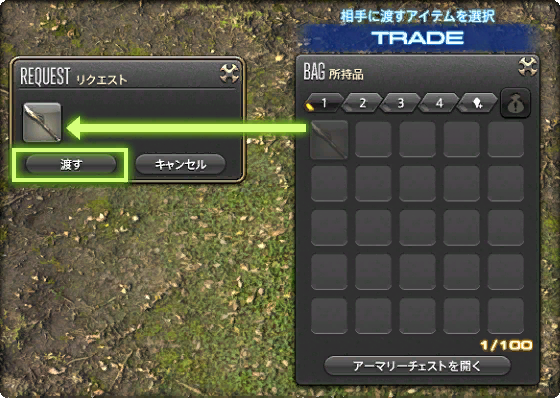 相手に渡すアイテムを選択
TRADE
REQUEST リクエスト
渡す
キャンセル
BAG 所持品
1 2 3 4
1/100
アーマリーチェストを開く